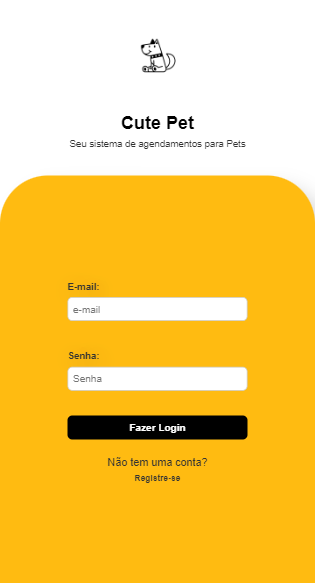 Cute Pet
Seu sistema de agendamentos para Pets
E-mail:
e-mail
Senha:
Senha
Fazer Login
Não tem uma conta?
Registre-se